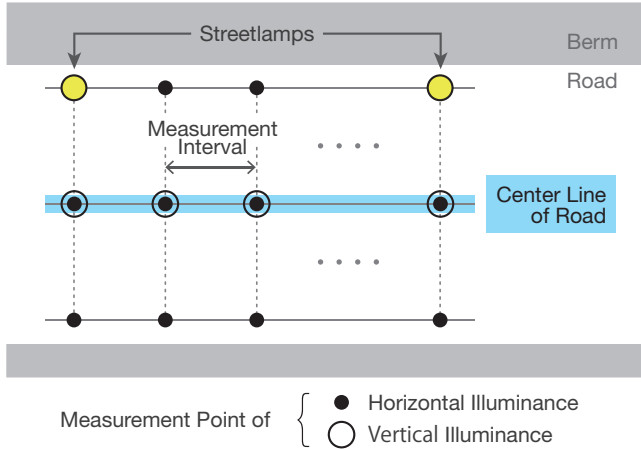 Streetlamps
Berm
Road
Measurement
Interval
Center Line
of Road
Measurement Point of
Horizontal Illuminance
Vertical Illuminance